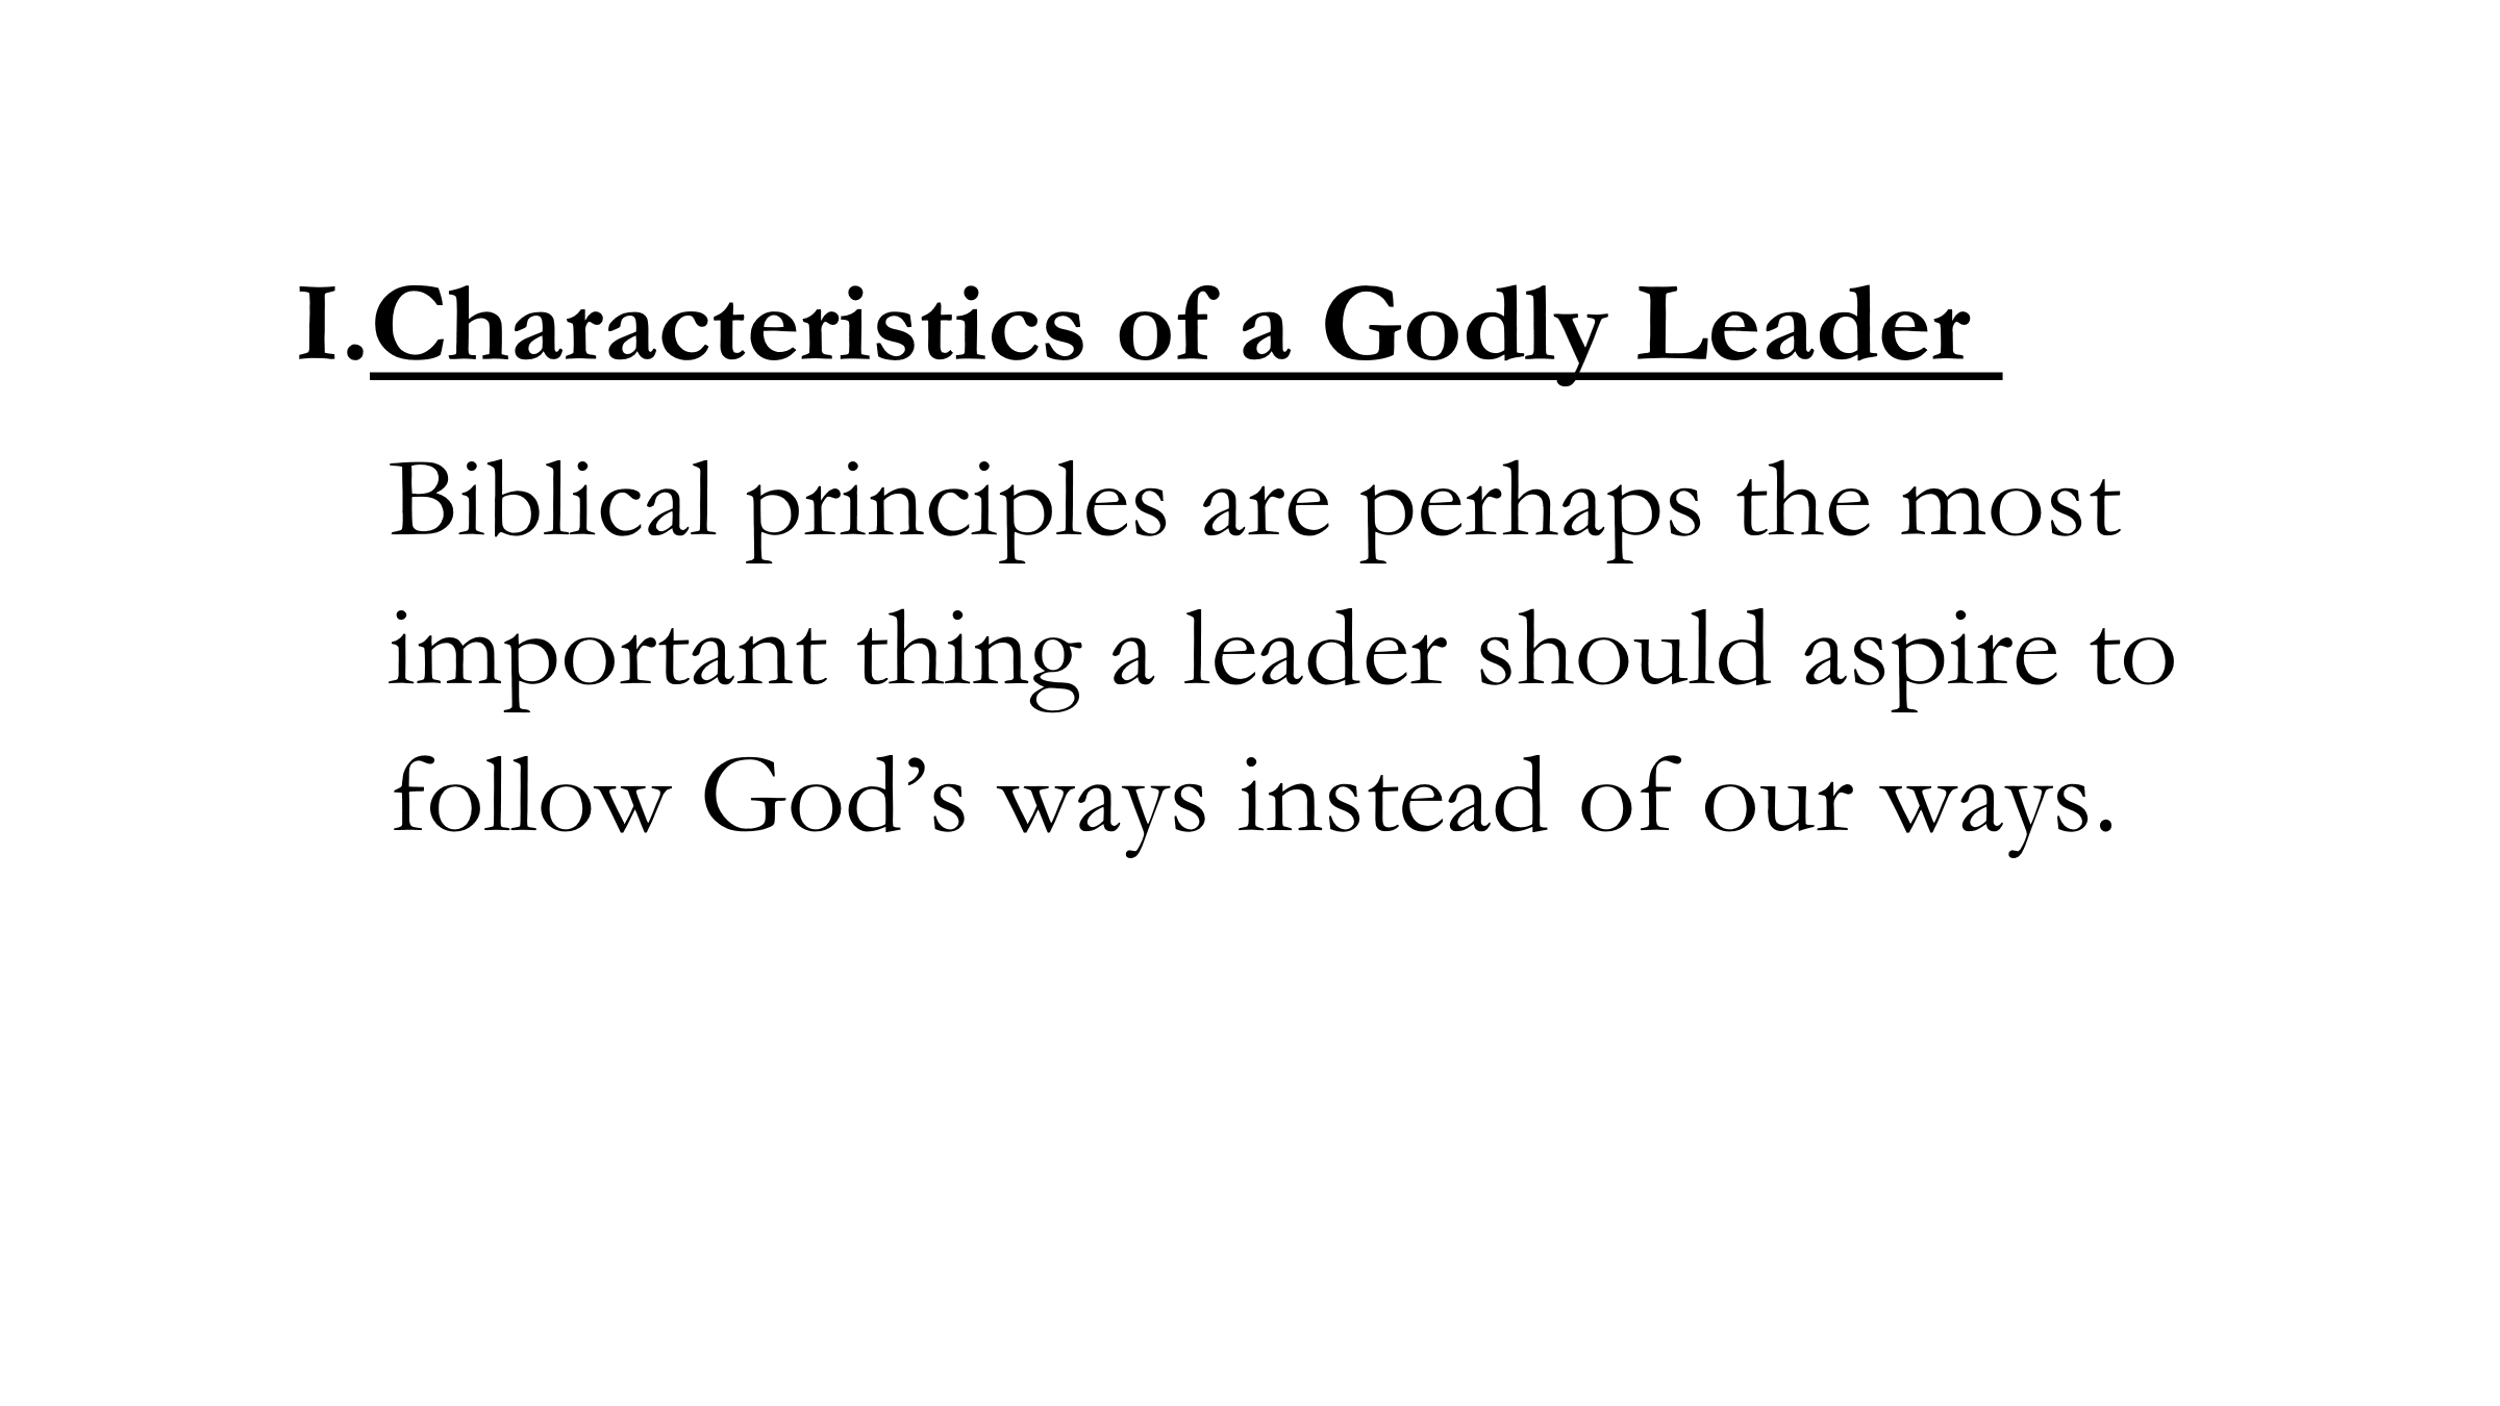 I. Characteristics of a Godly Leader
Biblical principles are perhaps the most
important thing a leader should aspire to
follow God’s ways instead of our ways.